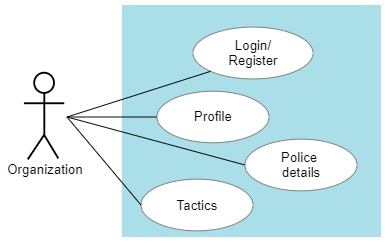 Login/
Register
Profile
Police
details
Organization
Tactics